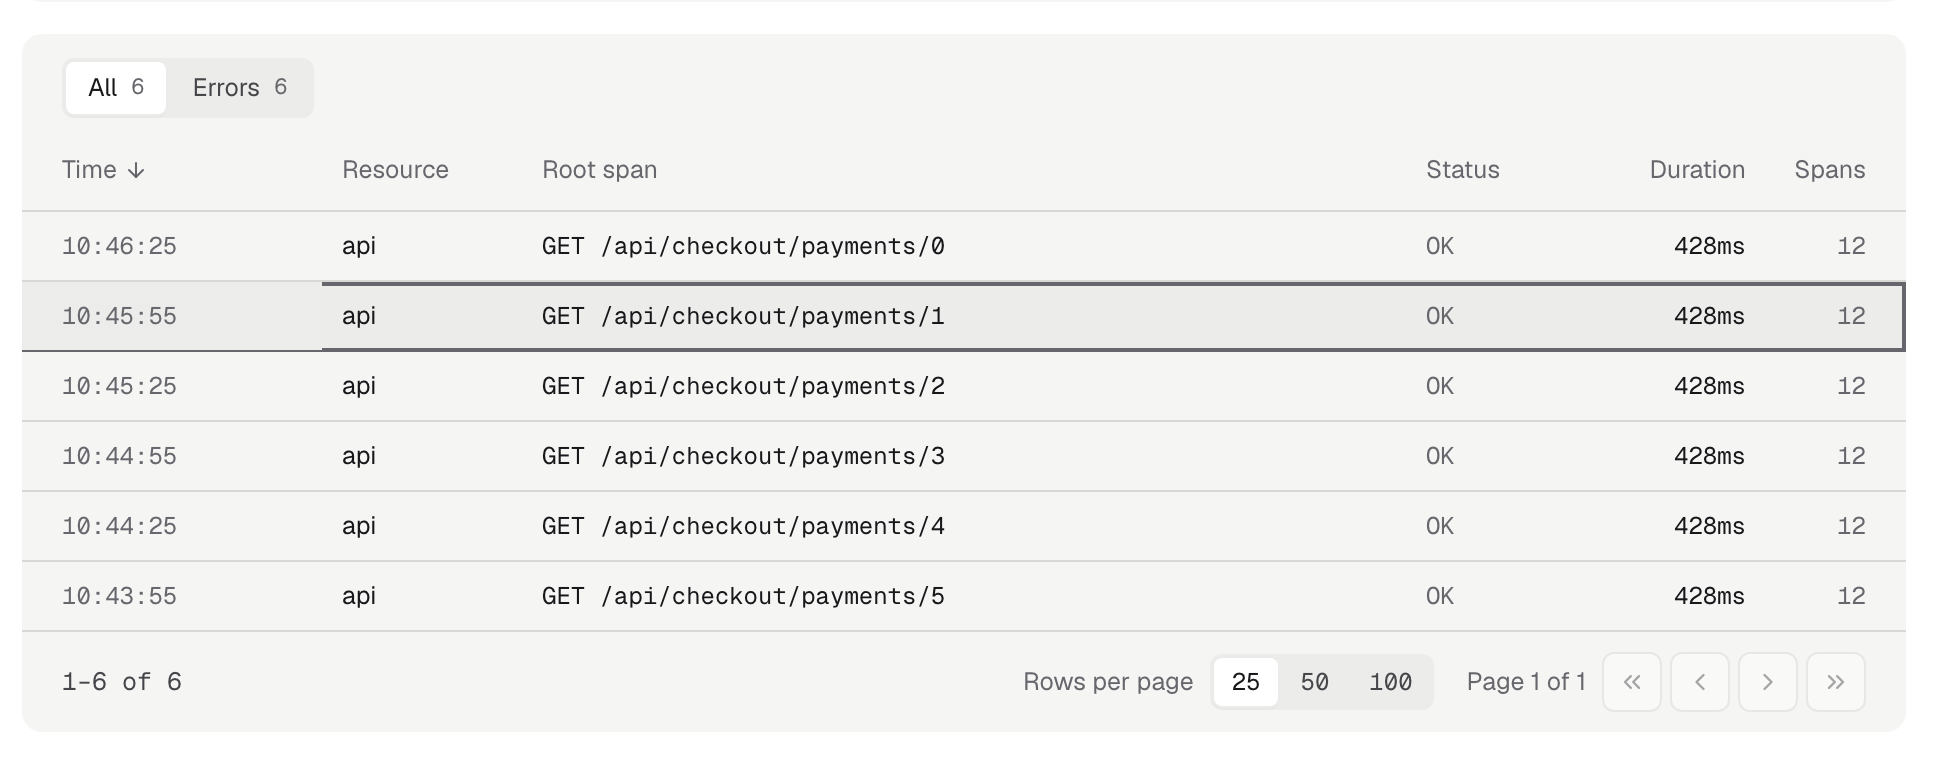 All 6 Errors 6
Time ↓ Resource Root span Status Duration Spans
10:46:25 api GET /api/checkout/payments/0 OK 428ms 12
10:45:55 api GET /api/checkout/payments/1 OK 428ms 12
10:45:25 api GET /api/checkout/payments/2 OK 428ms 12
10:44:55 api GET /api/checkout/payments/3 OK 428ms 12
10:44:25 api GET /api/checkout/payments/4 OK 428ms 12
10:43:55 api GET /api/checkout/payments/5 OK 428ms 12
1–6 of 6 Rows per page 25 50 100 Page 1 of 1 « ‹ › »